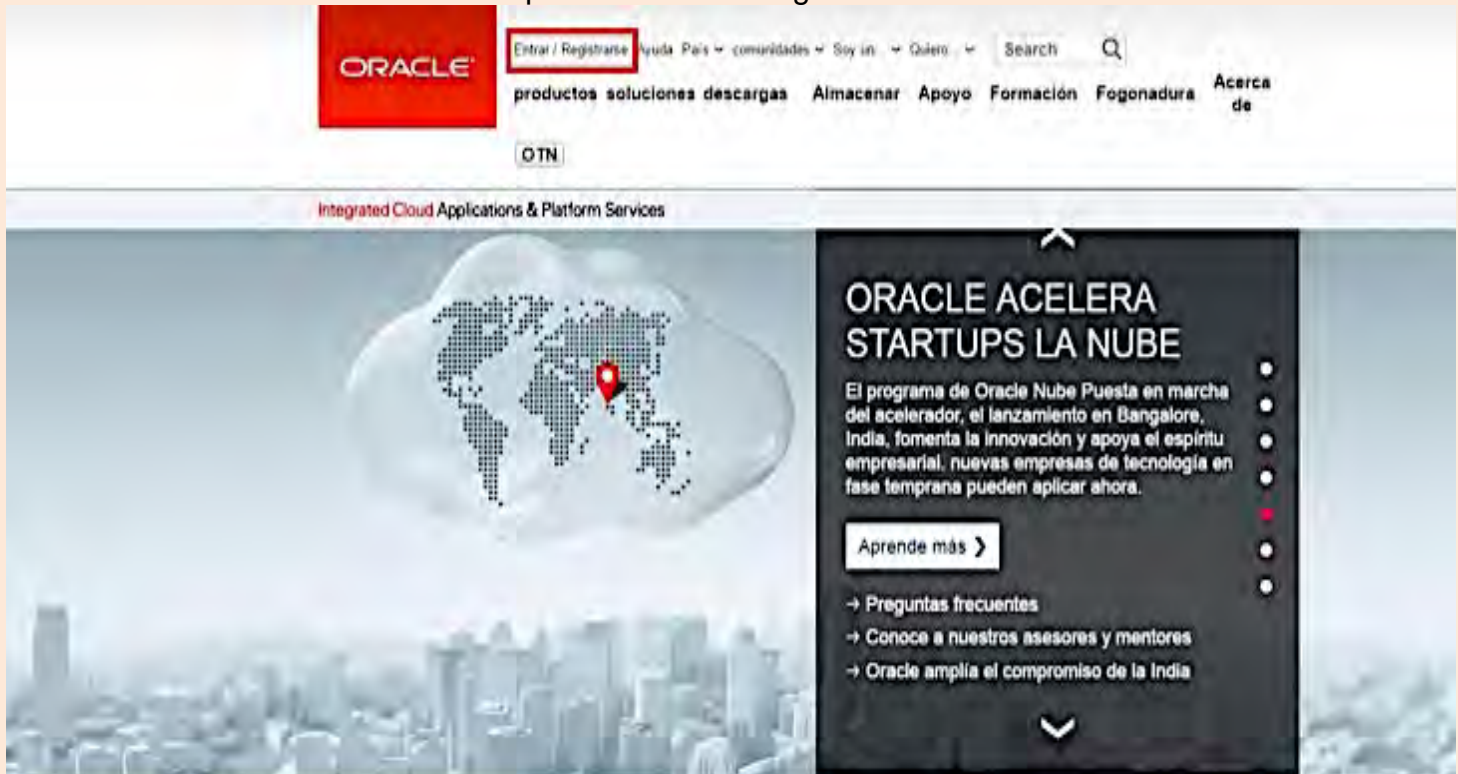 ORACLE
Entrar / Registrarse Ayuda País comunidades Soy un Quiero Search
productos soluciones descargas Almacenar Apoyo Formación Fogonadura Acerca de
OTN
Integrated Cloud Applications & Platform Services
ORACLE ACELERA
STARTUPS LA NUBE
El programa de Oracle Nube Puesta en marcha
del acelerador, el lanzamiento en Bangalore,
India, fomenta la innovación y apoya el espíritu
empresarial. nuevas empresas de tecnología en
fase temprana pueden aplicar ahora.
Aprende más ❯
→ Preguntas frecuentes
→ Conoce a nuestros asesores y mentores
→ Oracle amplía el compromiso de la India